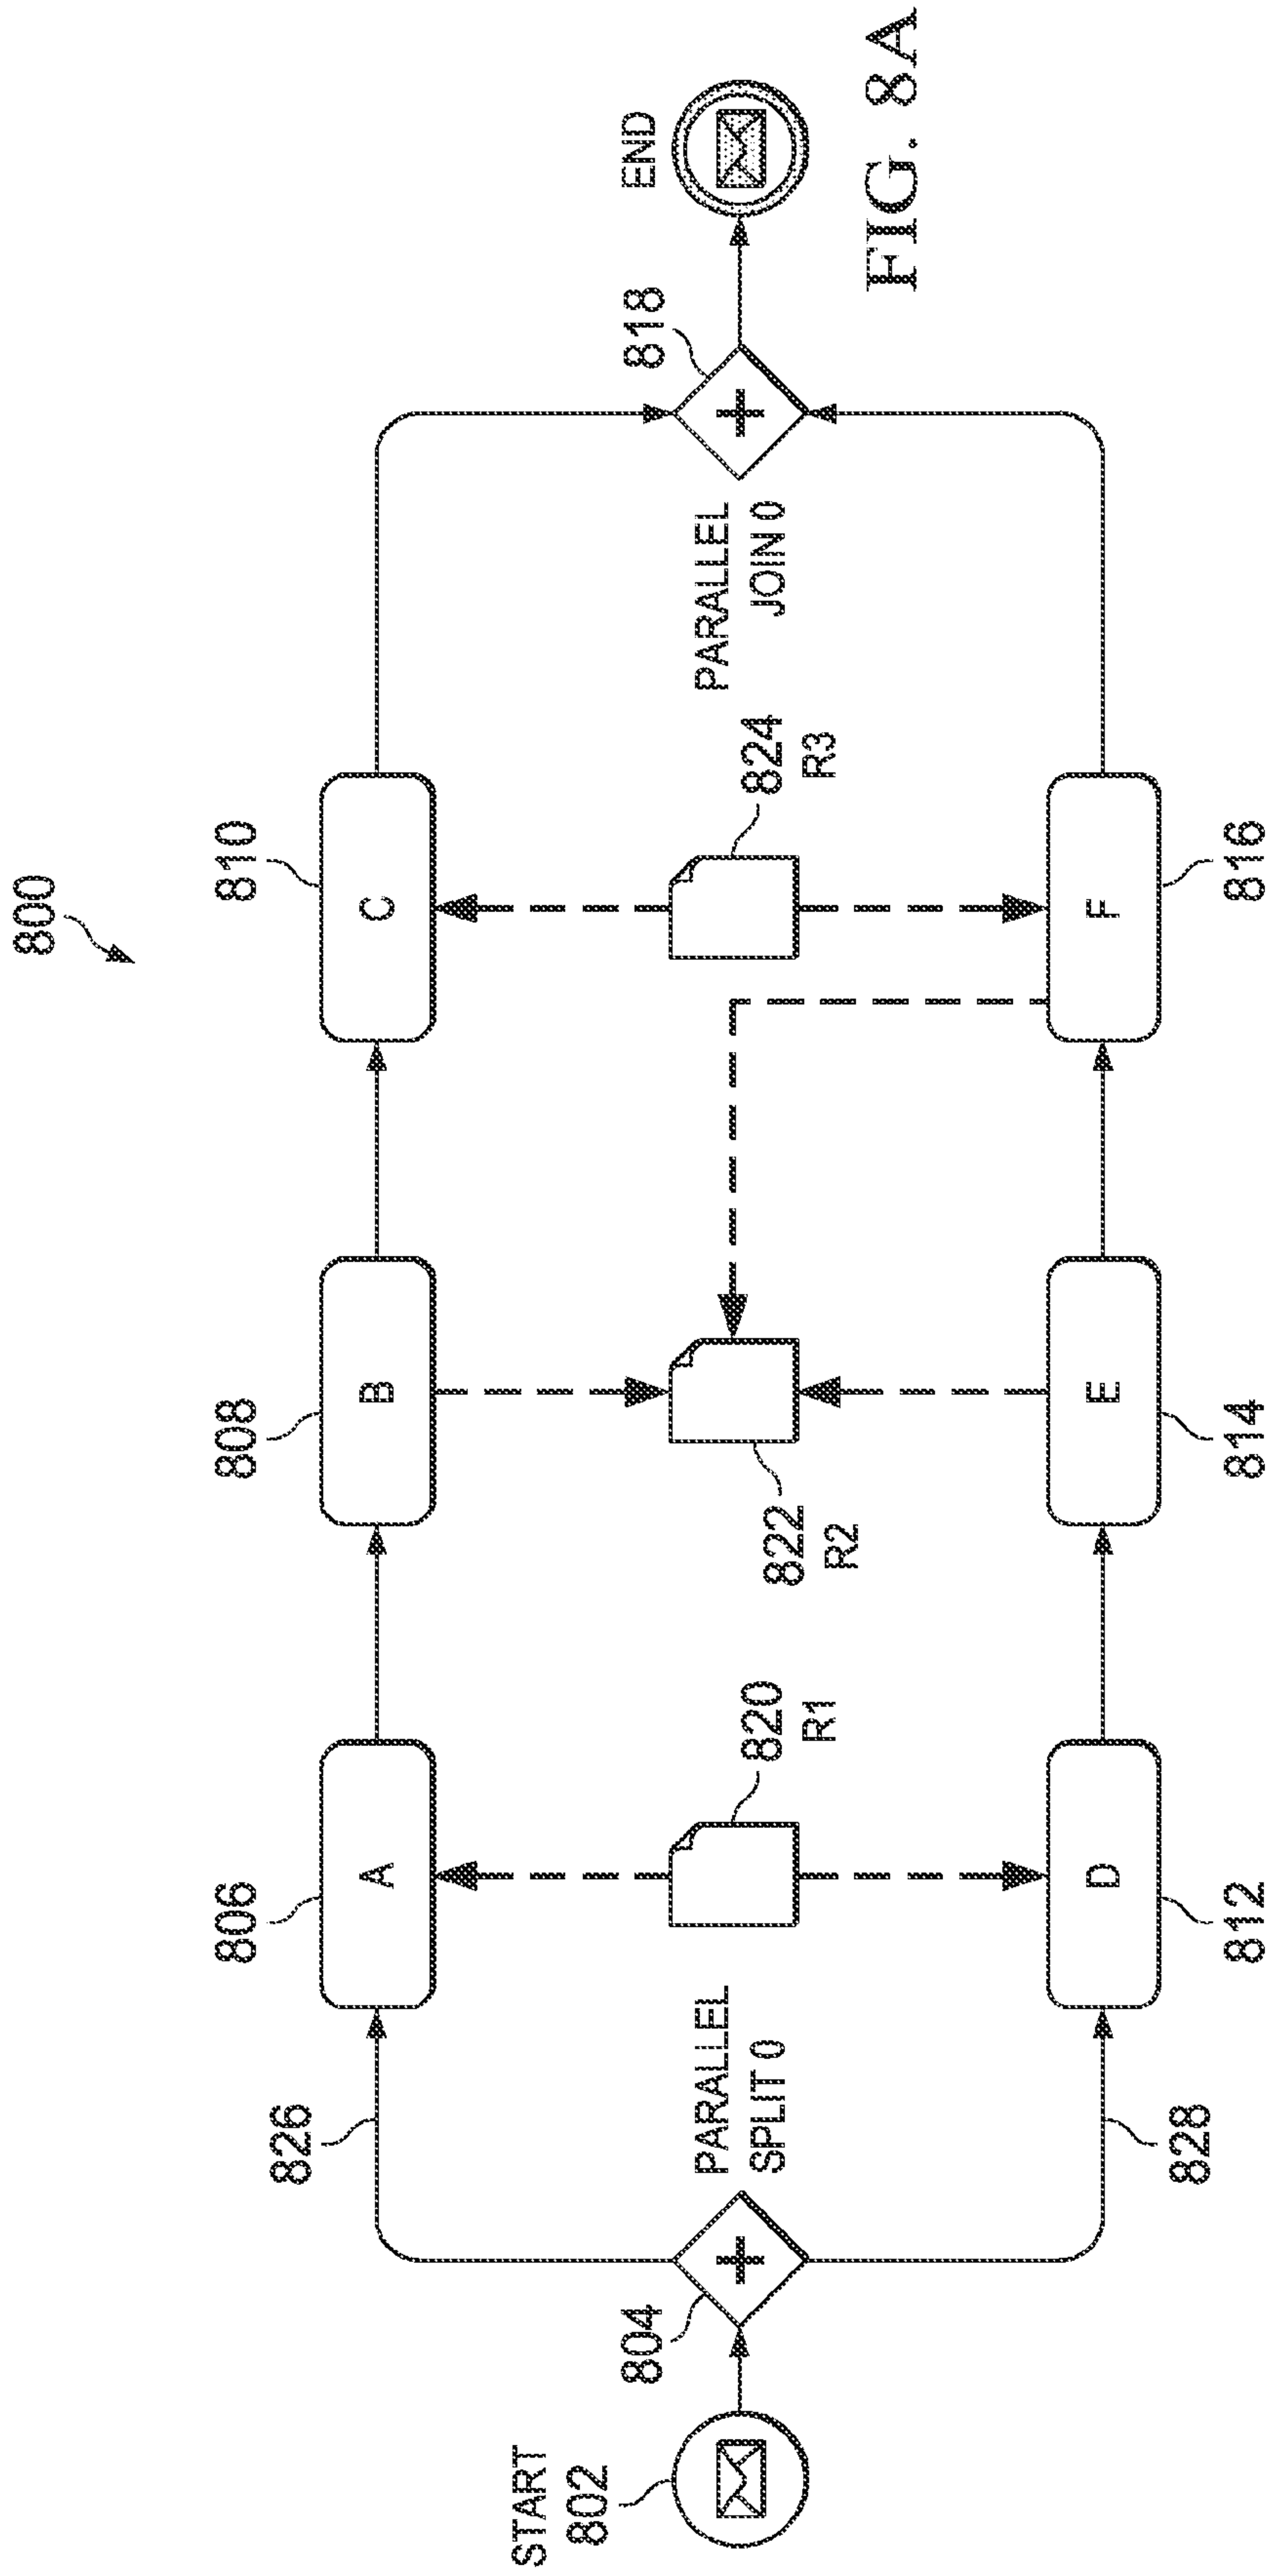 800
826
806
A
808
B
810
C
START
802
804
PARALLEL
SPLIT 0
820
R1
822
R2
824
R3
PARALLEL
JOIN 0
818
END
828
D
812
E
814
F
816
FIG. 8A